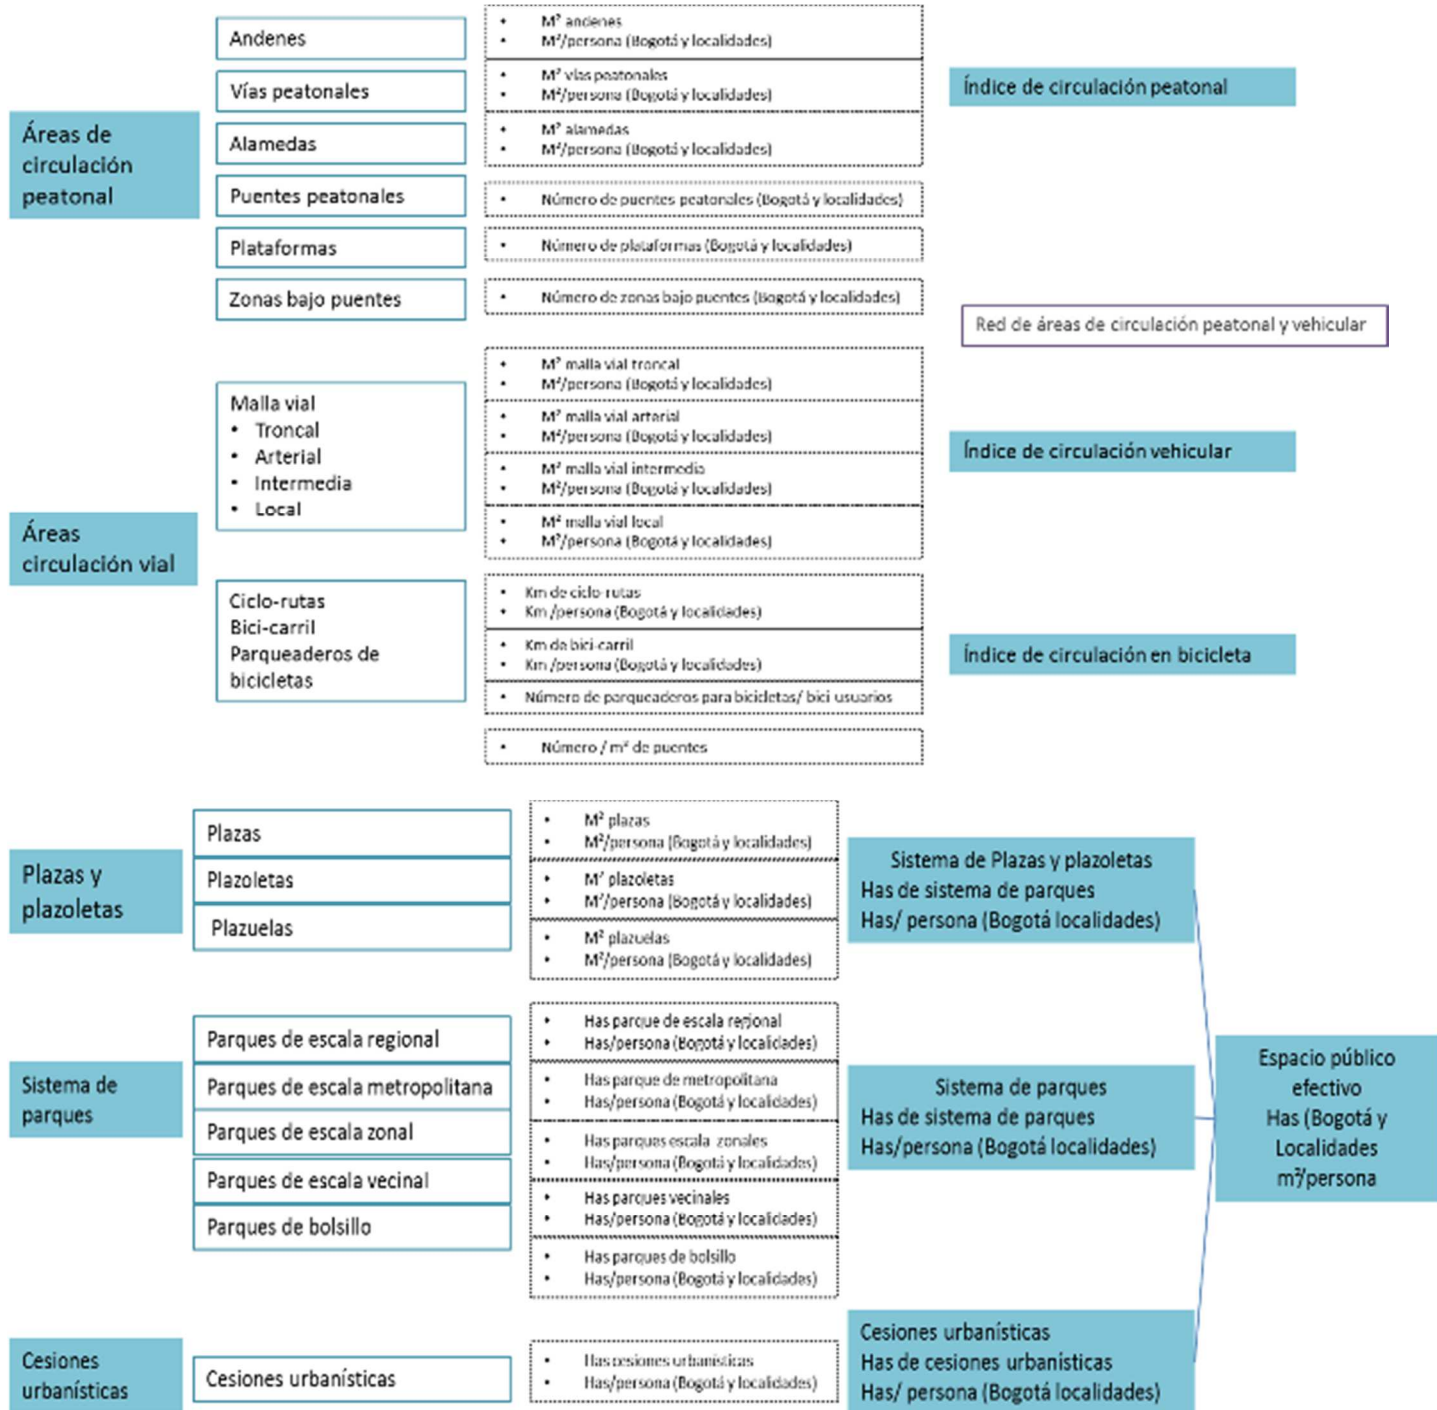 Áreas de
circulación
peatonal
Andenes
• M² andenes
• M²/persona (Bogotá y localidades)
Vías peatonales
• M² vías peatonales
• M²/persona (Bogotá y localidades)
Alamedas
• M² alamedas
• M²/persona (Bogotá y localidades)
Puentes peatonales
• Número de puentes peatonales (Bogotá y localidades)
Plataformas
• Número de plataformas (Bogotá y localidades)
Zonas bajo puentes
• Número de zonas bajo puentes (Bogotá y localidades)
Índice de circulación peatonal
Red de áreas de circulación peatonal y vehicular
Áreas
circulación vial
Malla vial
• Troncal
• Arterial
• Intermedia
• Local
• M² malla vial troncal
• M²/persona (Bogotá y localidades)
• M² malla vial arterial
• M²/persona (Bogotá y localidades)
• M² malla vial intermedia
• M²/persona (Bogotá y localidades)
• M² malla vial local
• M²/persona (Bogotá y localidades)
Índice de circulación vehicular
Ciclo-rutas
Bici-carril
Parqueaderos de
bicicletas
• Km de ciclo-rutas
• Km /persona (Bogotá y localidades)
• Km de bici-carril
• Km /persona (Bogotá y localidades)
• Número de parqueaderos para bicicletas/ bici usuarios
• Número / m² de puentes
Índice de circulación en bicicleta
Plazas y
plazoletas
Plazas
Plazoletas
Plazuelas
• M² plazas
• M²/persona (Bogotá y localidades)
• M² plazoletas
• M²/persona (Bogotá y localidades)
• M² plazuelas
• M²/persona (Bogotá y localidades)
Sistema de Plazas y plazoletas
Has de sistema de parques
Has/ persona (Bogotá localidades)
Sistema de
parques
Parques de escala regional
Parques de escala metropolitana
Parques de escala zonal
Parques de escala vecinal
Parques de bolsillo
• Has parque de escala regional
• Has/persona (Bogotá y localidades)
• Has parque de metropolitana
• Has/persona (Bogotá y localidades)
• Has parques escala zonales
• Has/persona (Bogotá y localidades)
• Has parques vecinales
• Has/persona (Bogotá y localidades)
• Has parques de bolsillo
• Has/persona (Bogotá y localidades)
Sistema de parques
Has de sistema de parques
Has/persona (Bogotá localidades)
Espacio público
efectivo
Has (Bogotá y
Localidades
m²/persona
Cesiones
urbanísticas
Cesiones urbanísticas
• Has cesiones urbanísticas
• Has/persona (Bogotá y localidades)
Cesiones urbanísticas
Has de cesiones urbanísticas
Has/ persona (Bogotá localidades)